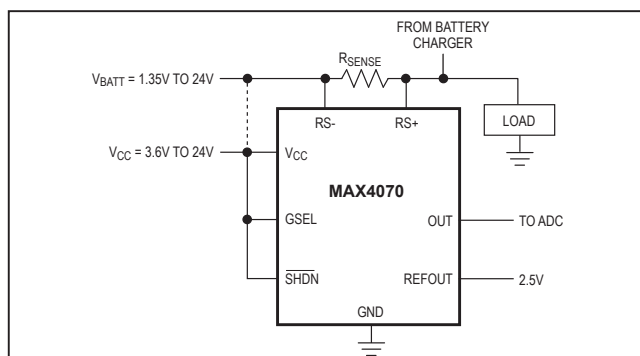 FROM BATTERY
CHARGER
RSENSE
VBATT = 1.35V TO 24V
RS-
RS+
LOAD
VCC = 3.6V TO 24V
VCC
MAX4070
GSEL
OUT
TO ADC
SHDN
REFOUT
2.5V
GND